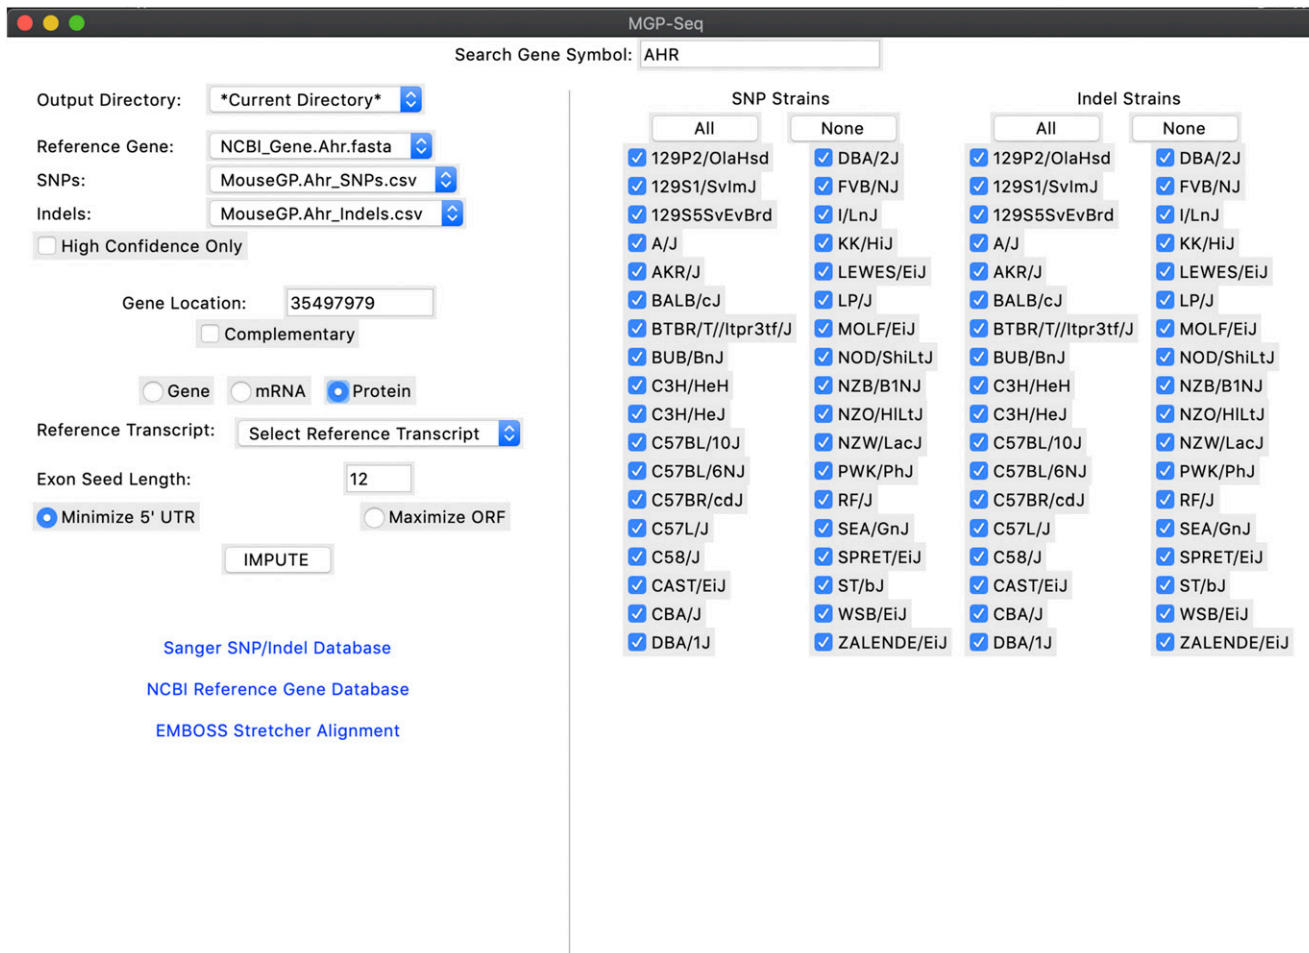 MGP-Seq
Search Gene Symbol: AHR
Output Directory: *Current Directory*
Reference Gene: NCBI_Gene.Ahr.fasta
SNPs: MouseGP.Ahr_SNPs.csv
Indels: MouseGP.Ahr_Indels.csv
High Confidence Only
Gene Location: 35497979
Complementary
Gene mRNA Protein
Reference Transcript: Select Reference Transcript
Exon Seed Length: 12
Minimize 5' UTR Maximize ORF
IMPUTE
Sanger SNP/Indel Database
NCBI Reference Gene Database
EMBOSS Stretcher Alignment
SNP Strains Indel Strains
All None All None
129P2/OlaHsd DBA/2J 129P2/OlaHsd DBA/2J
129S1/SvImJ FVB/NJ 129S1/SvImJ FVB/NJ
129S5SvEvBrd I/LnJ 129S5SvEvBrd I/LnJ
A/J KK/HiJ A/J KK/HiJ
AKR/J LEWES/EiJ AKR/J LEWES/EiJ
BALB/cJ LP/J BALB/cJ LP/J
BTBR/T//Itpr3tf/J MOLF/EiJ BTBR/T//Itpr3tf/J MOLF/EiJ
BUB/BnJ NOD/ShiLtJ BUB/BnJ NOD/ShiLtJ
C3H/HeH NZB/B1NJ C3H/HeH NZB/B1NJ
C3H/HeJ NZO/HILtJ C3H/HeJ NZO/HILtJ
C57BL/10J NZW/LacJ C57BL/10J NZW/LacJ
C57BL/6NJ PWK/PhJ C57BL/6NJ PWK/PhJ
C57BR/cdJ RF/J C57BR/cdJ RF/J
C57L/J SEA/GnJ C57L/J SEA/GnJ
C58/J SPRET/EiJ C58/J SPRET/EiJ
CAST/EiJ ST/bJ CAST/EiJ ST/bJ
CBA/J WSB/EiJ CBA/J WSB/EiJ
DBA/1J ZALENDE/EiJ DBA/1J ZALENDE/EiJ